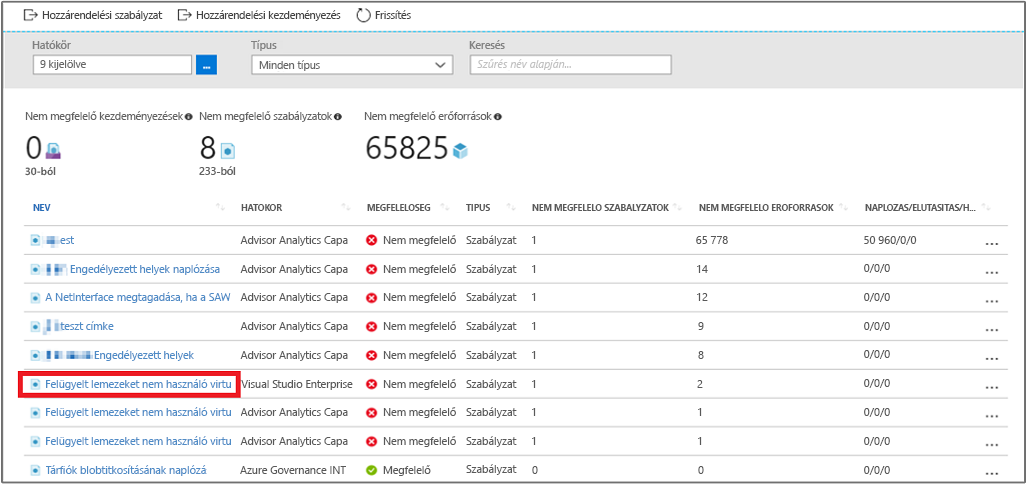 Hozzárendelési szabályzat Hozzárendelési kezdeményezés Frissítés
Hatókör Típus Keresés
9 kijelölve ... Minden típus Szűrés név alapján...
Nem megfelelő kezdeményezések Nem megfelelő szabályzatok Nem megfelelő erőforrások
0 8 65825
30-ból 233-ból
NEV HATOKOR MEGFELELOSEG TIPUS NEM MEGFELELO SZABALYZATOK NEM MEGFELELO EROFORRASOK NAPLOZAS/ELUTASITAS/H...
est Advisor Analytics Capa Nem megfelelő Szabályzat 1 65 778 50 960/0/0 ...
Engedélyezett helyek naplózása Advisor Analytics Capa Nem megfelelő Szabályzat 1 14 0/0/0 ...
A NetInterface megtagadása, ha a SAW Advisor Analytics Capa Nem megfelelő Szabályzat 1 12 0/0/0 ...
teszt címke Advisor Analytics Capa Nem megfelelő Szabályzat 1 9 0/0/0 ...
Engedélyezett helyek Advisor Analytics Capa Nem megfelelő Szabályzat 1 8 0/0/0 ...
Felügyelt lemezeket nem használó virtu Visual Studio Enterprise Nem megfelelő Szabályzat 1 2 0/0/0 ...
Felügyelt lemezeket nem használó virtu Advisor Analytics Capa Nem megfelelő Szabályzat 1 1 0/0/0 ...
Felügyelt lemezeket nem használó virtu Advisor Analytics Capa Nem megfelelő Szabályzat 1 1 0/0/0 ...
Tárfiók blobtitkosításának naplózá Azure Governance INT Megfelelő Szabályzat 0 0 0/0/0 ...